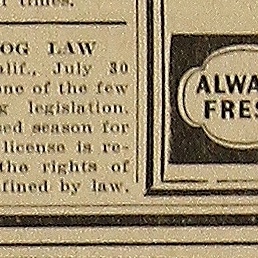 r times.
OG LAW
alif., July 30
one of the few
g legislation.
sed season for
license is re-
the rights of
fined by law.
ALWA
FRES